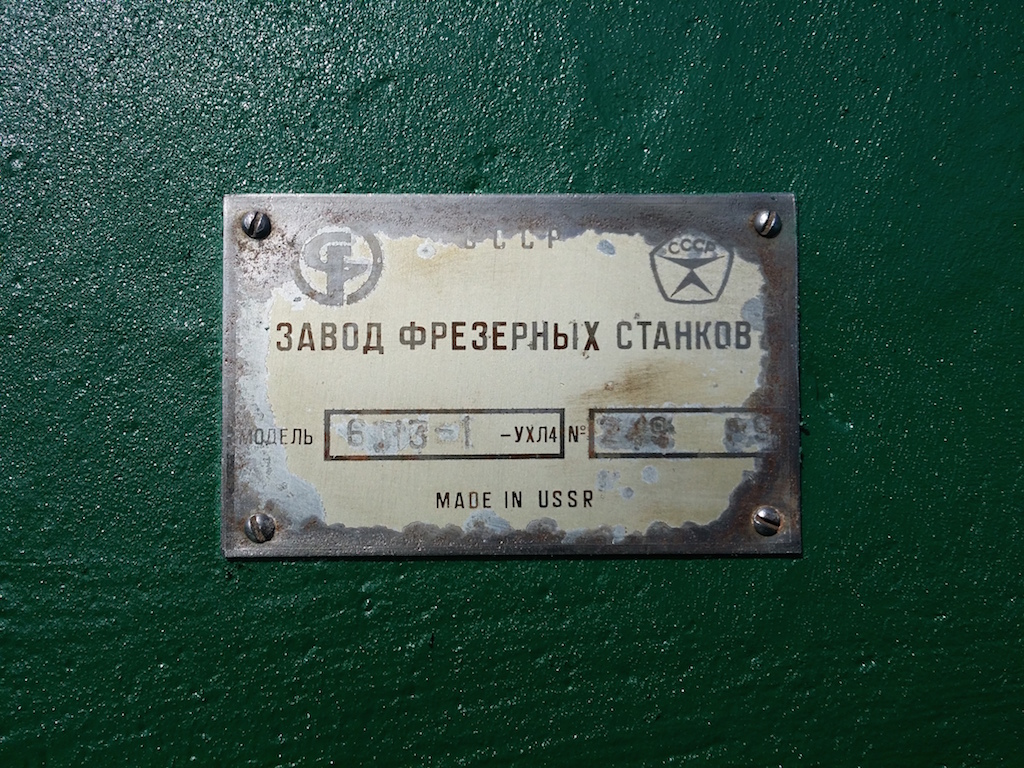 СССР
СССР
ЗАВОД ФРЕЗЕРНЫХ СТАНКОВ
МОДЕЛЬ -УХЛ4 №
MADE IN USSR